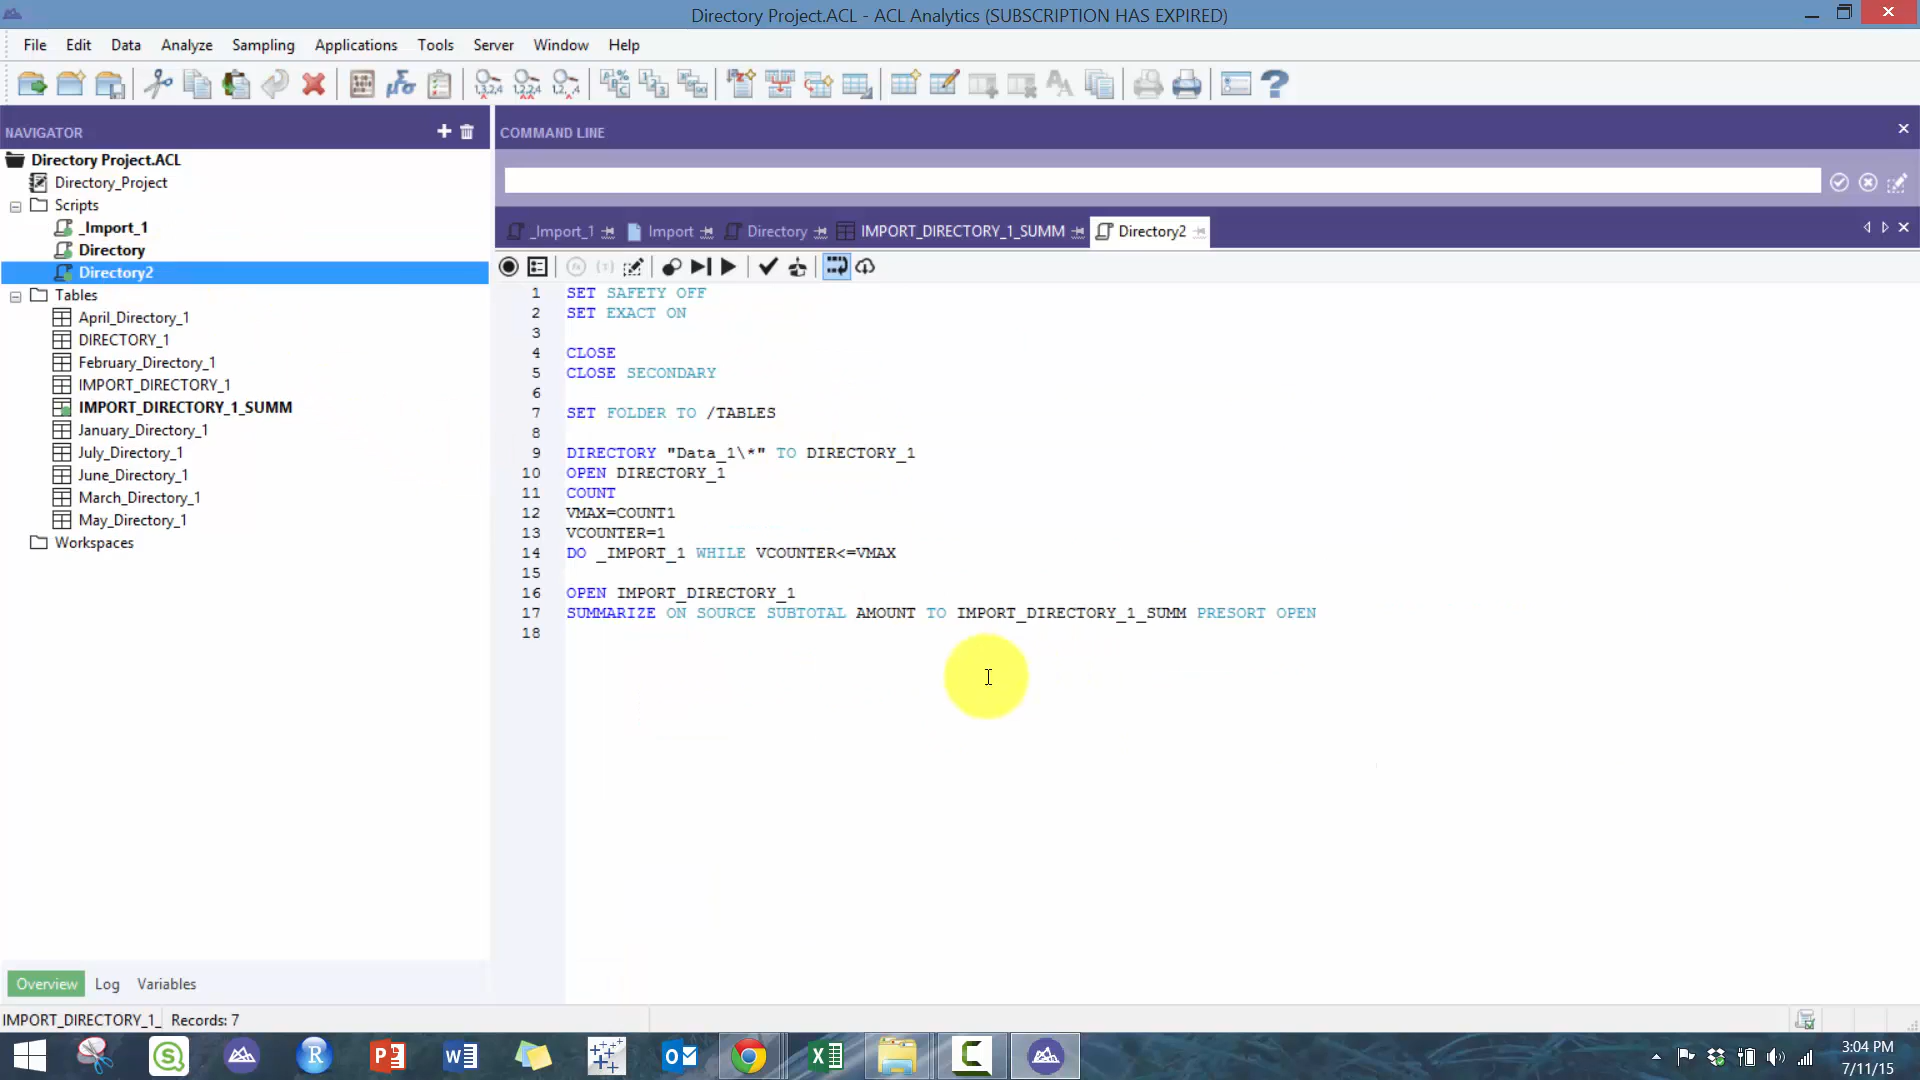 Directory Project.ACL - ACL Analytics (SUBSCRIPTION HAS EXPIRED)
File Edit Data Analyze Sampling Applications Tools Server Window Help
NAVIGATOR
Directory Project.ACL
Directory_Project
Scripts
_Import_1
Directory
Directory2
Tables
April_Directory_1
DIRECTORY_1
February_Directory_1
IMPORT_DIRECTORY_1
IMPORT_DIRECTORY_1_SUMM
January_Directory_1
July_Directory_1
June_Directory_1
March_Directory_1
May_Directory_1
Workspaces
COMMAND LINE
_Import_1 Import Directory IMPORT_DIRECTORY_1_SUMM Directory2
1 SET SAFETY OFF
2 SET EXACT ON
3
4 CLOSE
5 CLOSE SECONDARY
6
7 SET FOLDER TO /TABLES
8
9 DIRECTORY "Data_1\*" TO DIRECTORY_1
10 OPEN DIRECTORY_1
11 COUNT
12 VMAX=COUNT1
13 VCOUNTER=1
14 DO _IMPORT_1 WHILE VCOUNTER<=VMAX
15
16 OPEN IMPORT_DIRECTORY_1
17 SUMMARIZE ON SOURCE SUBTOTAL AMOUNT TO IMPORT_DIRECTORY_1_SUMM PRESORT OPEN
18
Overview Log Variables
IMPORT_DIRECTORY_1_ Records: 7
3:04 PM
7/11/15